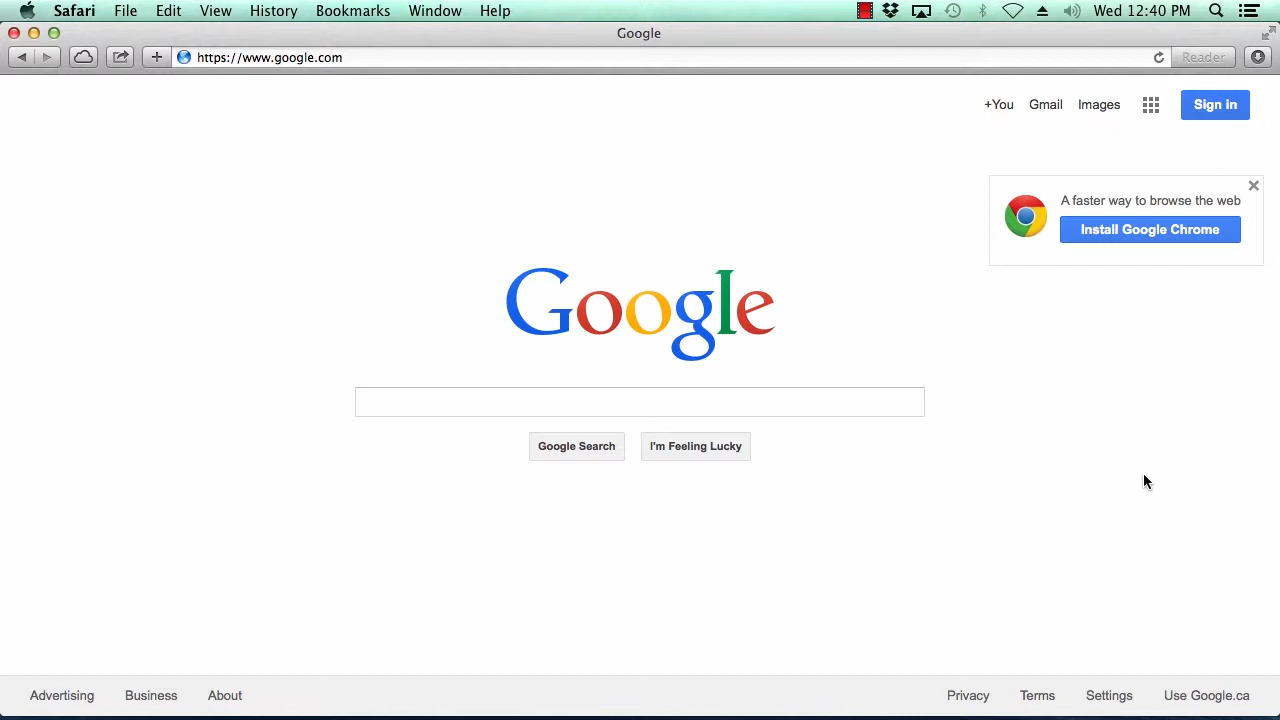 Safari File Edit View History Bookmarks Window Help Wed 12:40 PM
Google
https://www.google.com Reader
+You Gmail Images Sign in
A faster way to browse the web
Install Google Chrome
Google
Google Search I'm Feeling Lucky
Advertising Business About Privacy Terms Settings Use Google.ca